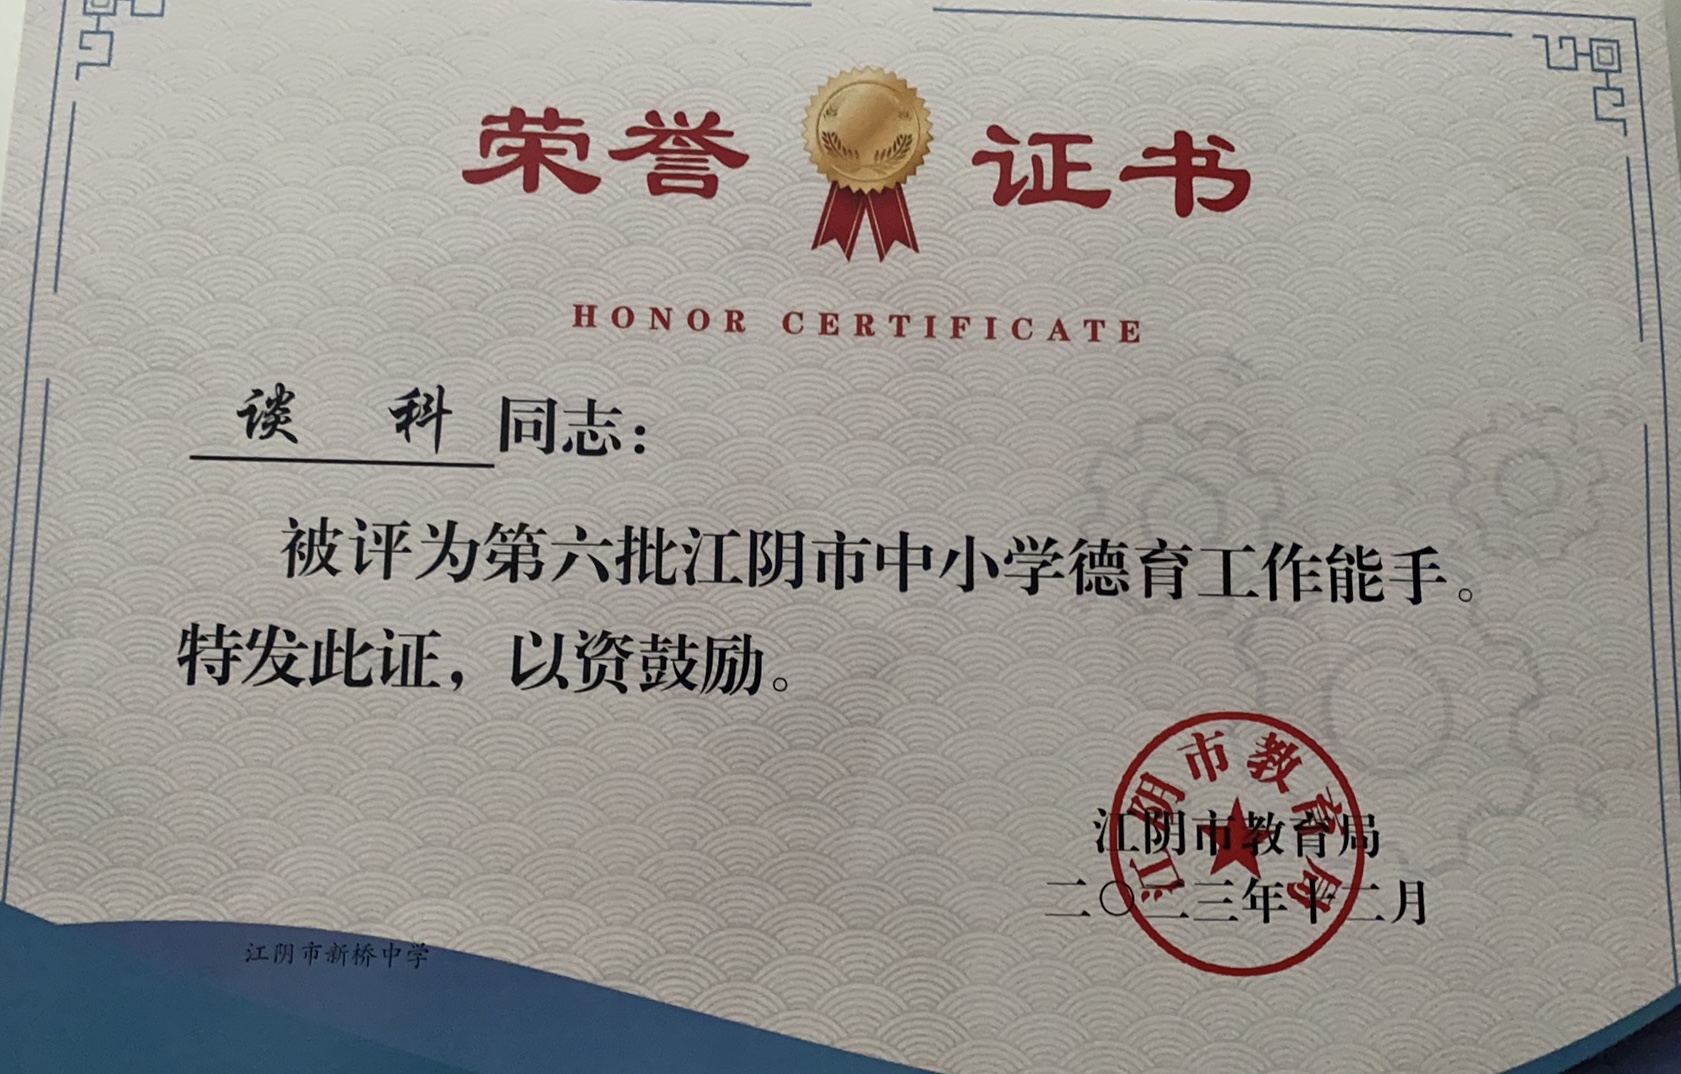 荣誉证书
HONOR CERTIFICATE
谈 科 同志：
被评为第六批江阴市中小学德育工作能手。
特发此证，以资鼓励。
江阴市教育局
江阴市教育局
二〇二三年十二月
江阴市新桥中学